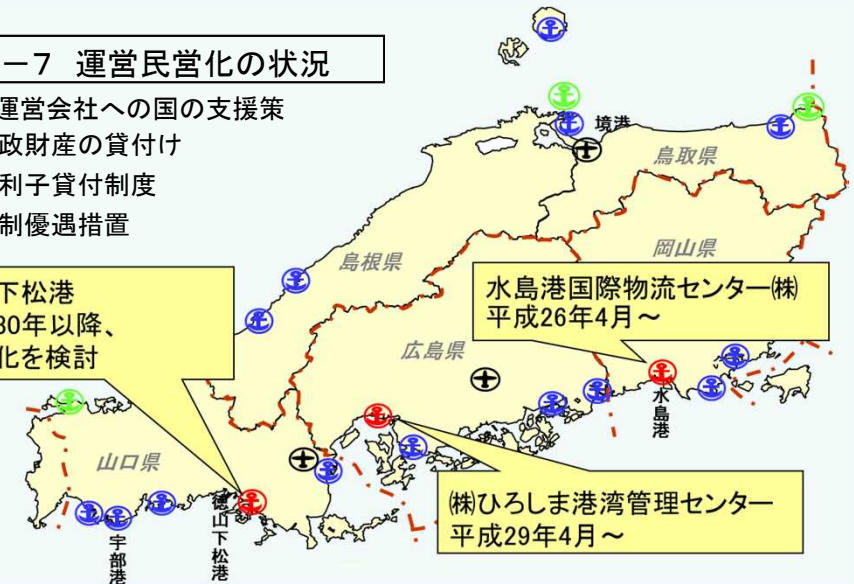 －7 運営民営化の状況
運営会社への国の支援策
政財産の貸付け
利子貸付制度
制優遇措置
境港
鳥取県
岡山県
島根県
下松港
30年以降、
化を検討
水島港国際物流センター㈱
平成26年4月～
広島県
水島港
山口県
㈱ひろしま港湾管理センター
平成29年4月～
徳山下松港
宇部港